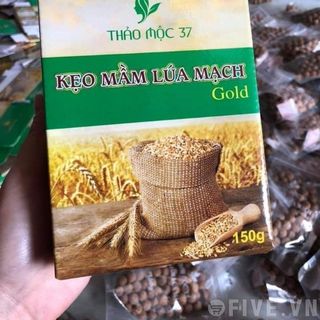 THẢO MỘC 37
KẸO MẦM LÚA MẠCH
Gold
150g
FIVE.VN